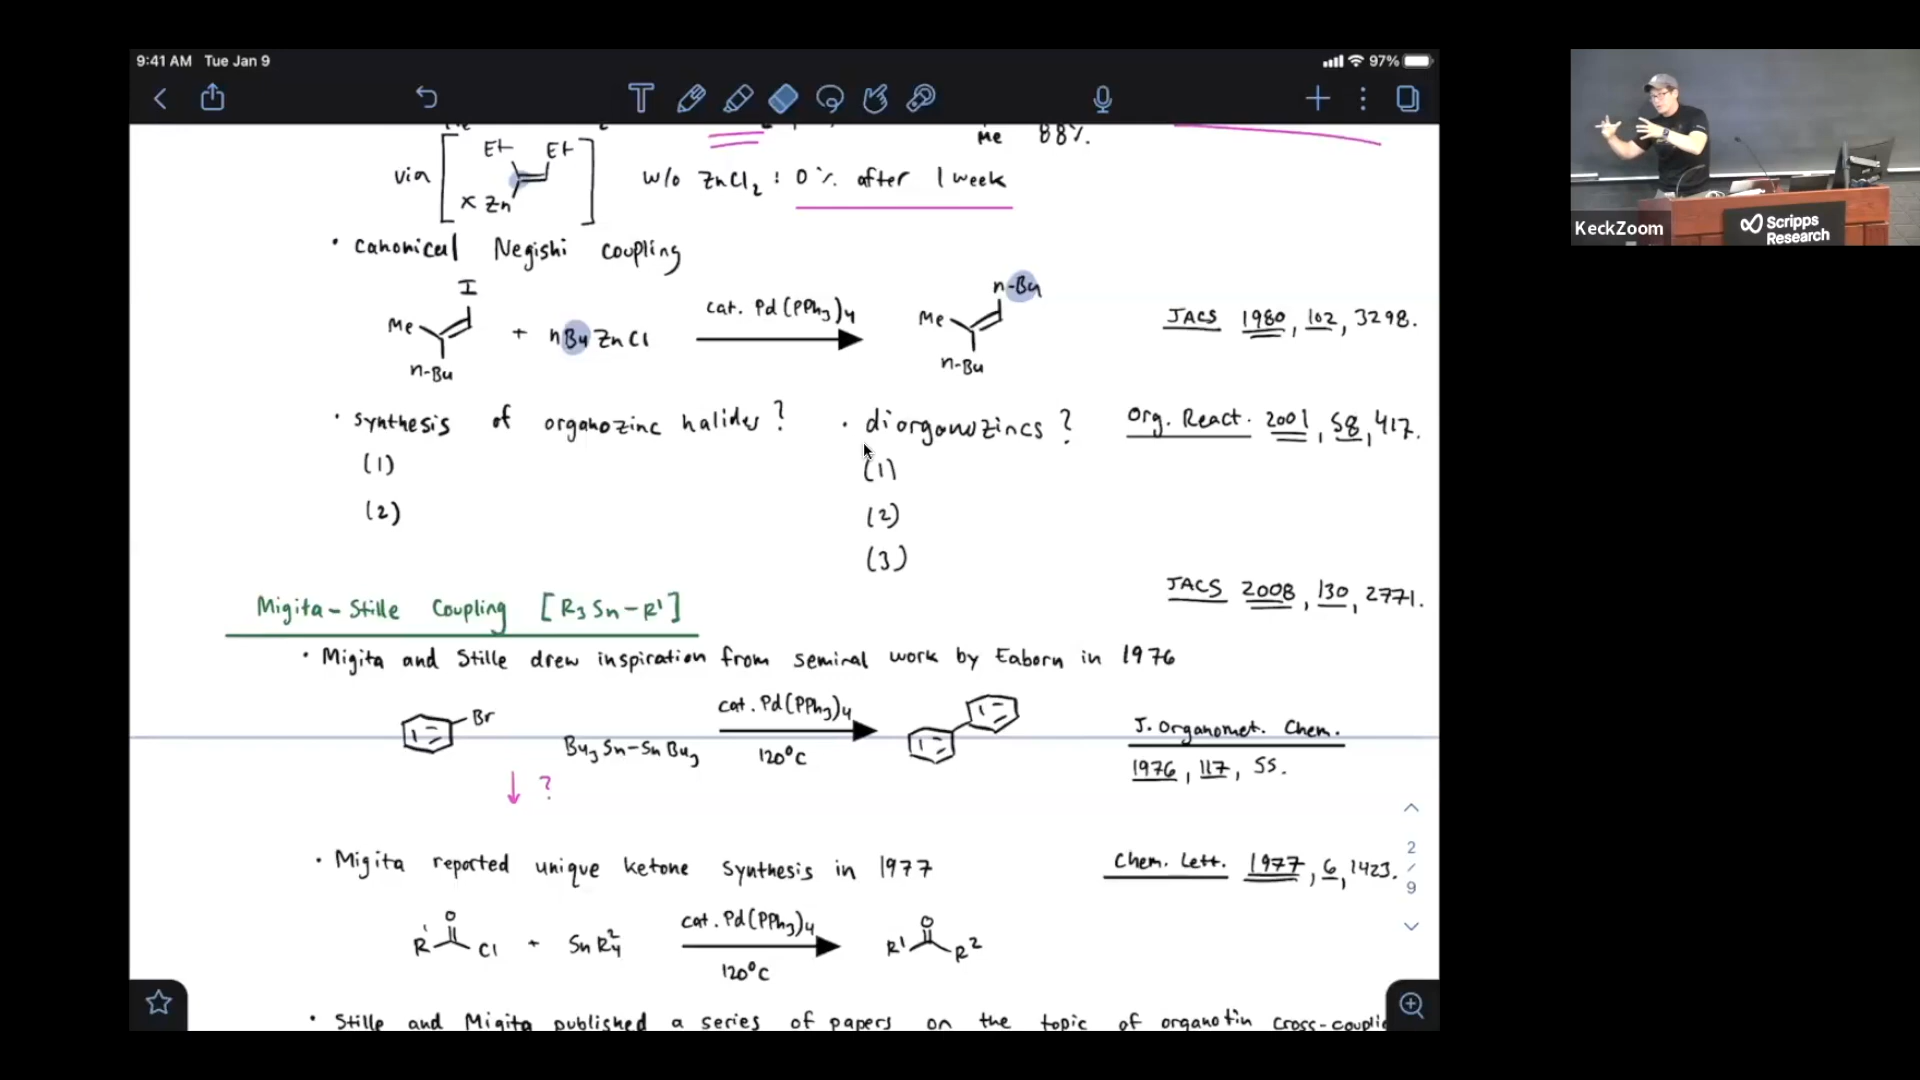 9:41 AM Tue Jan 9
97%
Me 88%.
Et Et
via
X Zn
w/o ZnCl2 : 0 % after 1 week
· canonical Negishi coupling
I
Me
n-Bu
+ nBuZnCl
cat. Pd(PPh3)4
n-Bu
Me
n-Bu
JACS 1980, 102, 3298.
· synthesis of organozinc halides?
(1)
(2)
· diorganozincs?
(1)
(2)
(3)
Org. React. 2001, 58, 417.
JACS 2008, 130, 2771.
Migita-Stille Coupling [R3Sn-R']
· Migita and Stille drew inspiration from seminal work by Eaborn in 1976
Br
Bu3Sn-SnBu3
cat. Pd(PPh3)4
120°C
J. Organomet. Chem.
1976, 117, 55.
↓ ?
· Migita reported unique ketone synthesis in 1977
Chem. Lett. 1977, 6, 1423.
O
R' Cl + SnR²4
cat. Pd(PPh3)4
120°C
O
R¹ R²
· Stille and Migita published a series of papers on the topic of organotin cross-couplin
2
/
9
KeckZoom
Scripps
Research